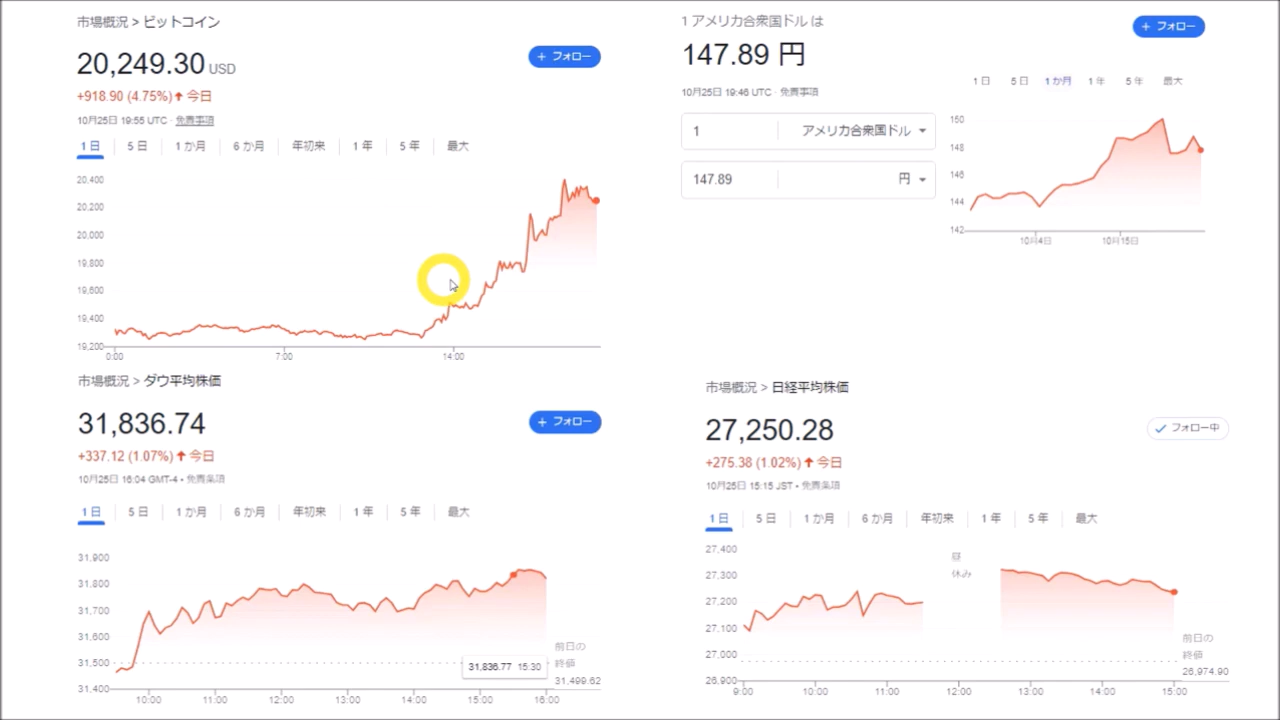 市場概況 > ビットコイン
20,249.30 USD
+ フォロー
+918.90 (4.75%) ↑ 今日
10月25日 19:55 UTC · 免責事項
1日 5日 1か月 6か月 年初来 1年 5年 最大
20,400
20,200
20,000
19,800
19,600
19,400
19,200
0:00 7:00 14:00
1 アメリカ合衆国ドル は
147.89 円
+ フォロー
10月25日 19:46 UTC · 免責事項
1日 5日 1か月 1年 5年 最大
1 アメリカ合衆国ドル
147.89 円
150
148
146
144
142
10月4日 10月15日
市場概況 > ダウ平均株価
31,836.74
+ フォロー
+337.12 (1.07%) ↑ 今日
10月25日 16:04 GMT-4 • 免責条項
1日 5日 1か月 6か月 年初来 1年 5年 最大
31,900
31,800
31,700
31,600
31,500
31,400
31,836.77 15:30
前日の
終値
31,499.62
10:00 11:00 12:00 13:00 14:00 15:00 16:00
市場概況 > 日経平均株価
27,250.28
フォロー中
+275.38 (1.02%) ↑ 今日
10月25日 15:15 JST • 免責条項
1日 5日 1か月 6か月 年初来 1年 5年 最大
27,400
27,300
27,200
27,100
27,000
26,900
昼
休み
前日の
終値
26,974.90
9:00 10:00 11:00 12:00 13:00 14:00 15:00